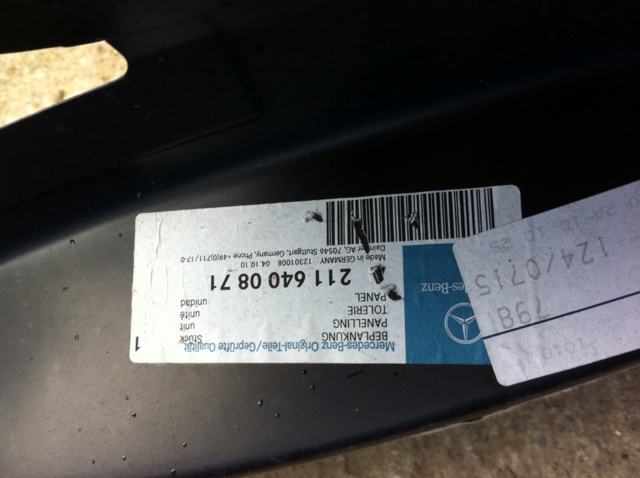 Mercedes-Benz Original-Teile/Geprüfte Qualität
BEPLANKUNG
PANELLING
TOLERIE
PANEL
Stück
unit
unité
unidad
1
211 640 08 71
Made in GERMANY 12301008 04.10.10
Daimler AG, 70546 Stuttgart, Germany, Phone +49(0)711/17-0
des-Benz
124/0715
798